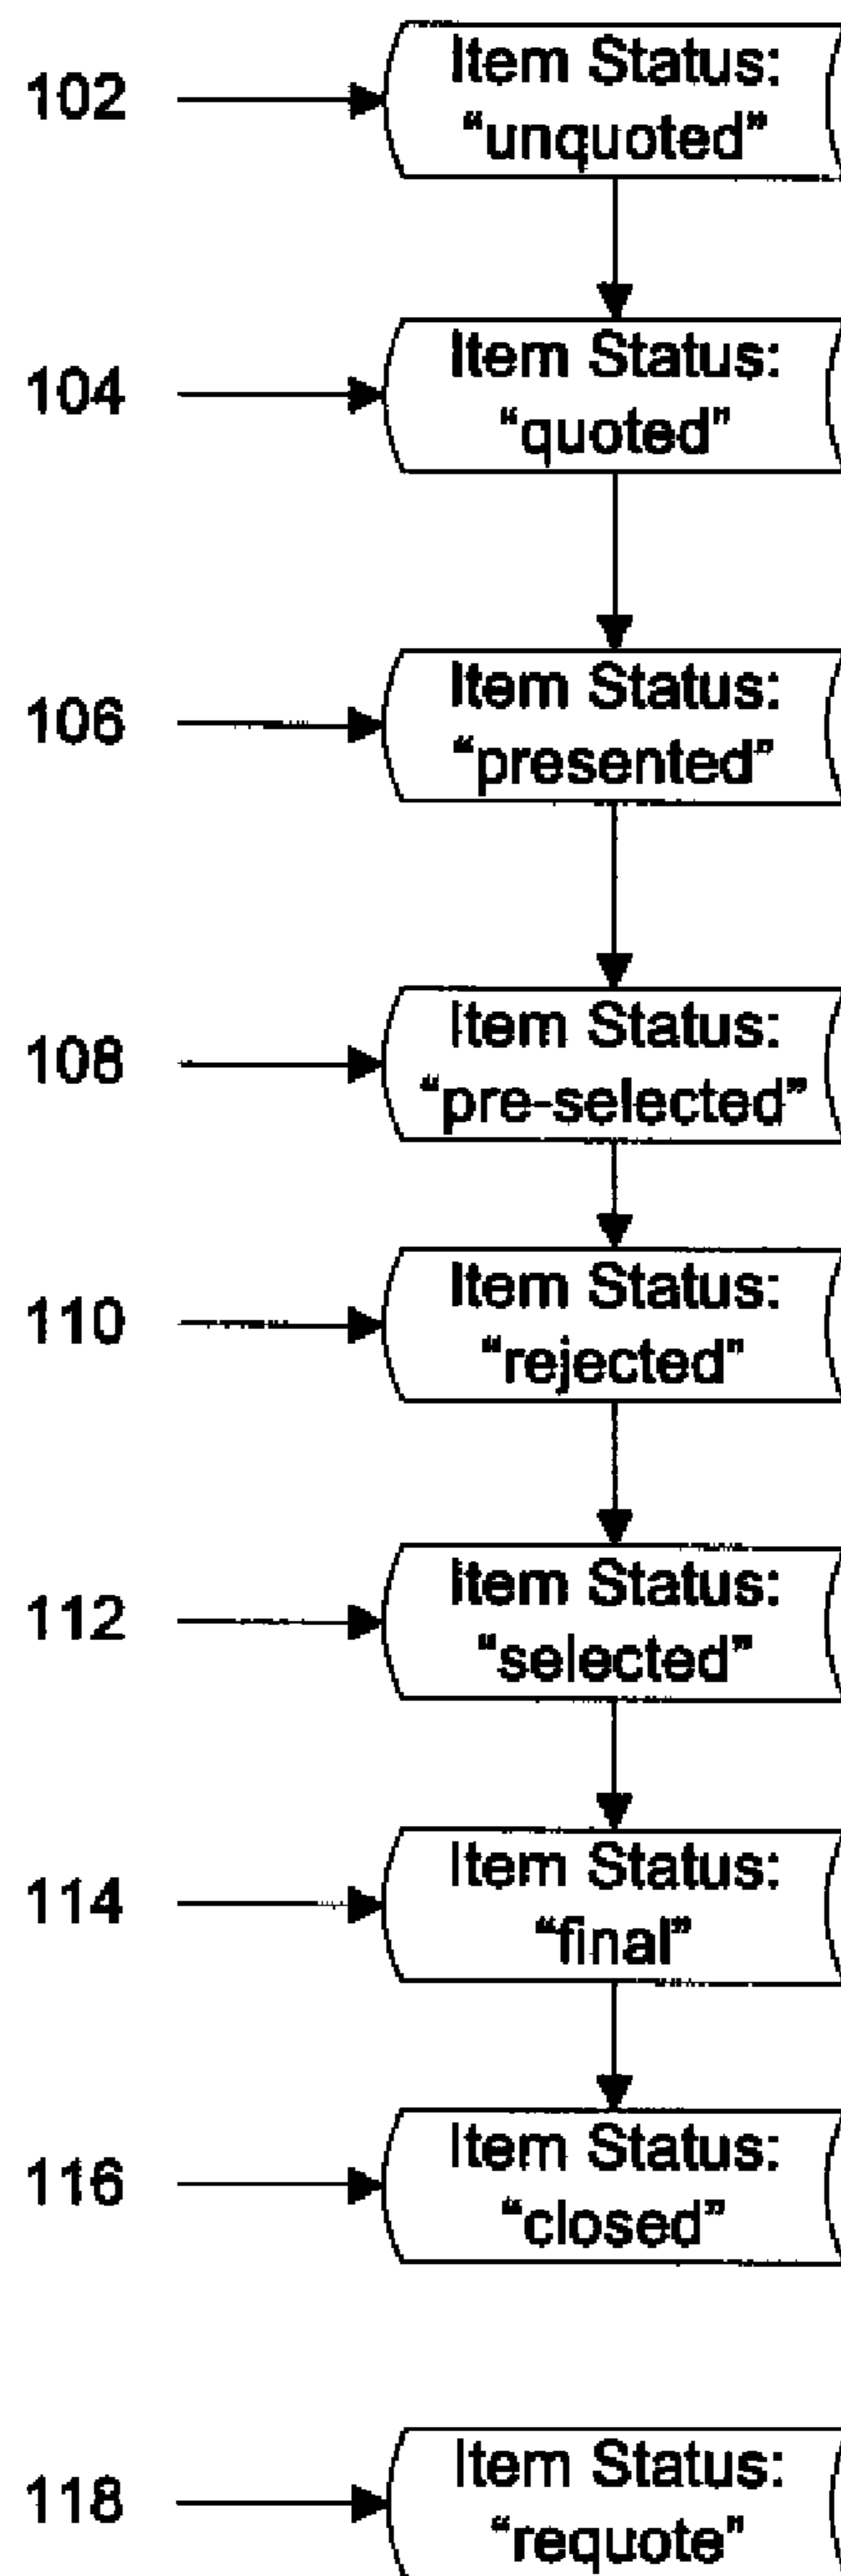 102
Item Status:
“unquoted”
104
Item Status:
“quoted”
106
Item Status:
“presented”
108
Item Status:
“pre-selected”
110
Item Status:
“rejected”
112
Item Status:
“selected”
114
Item Status:
“final”
116
Item Status:
“closed”
118
Item Status:
“requote”